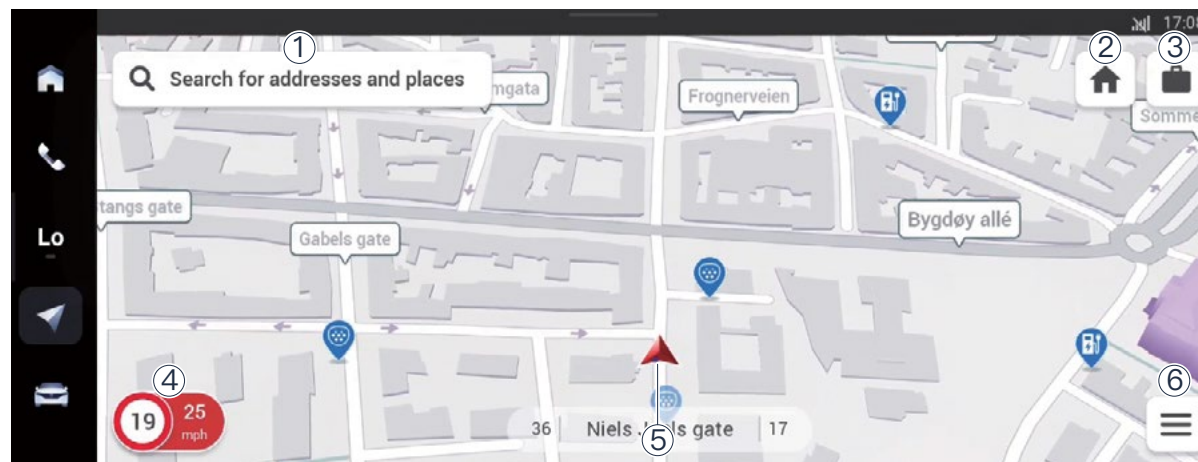 17:08
① ② ③
Search for addresses and places
mgata
Frognerveien
Somme
tangs gate
Lo
Gabels gate
Bygdøy allé
④
19 25
mph
⑥
36 Niels J ls gate 17
⑤